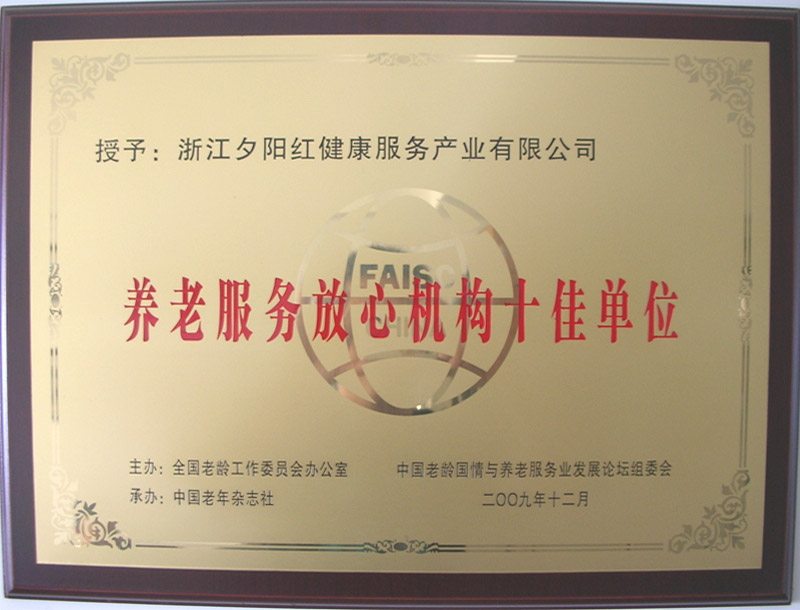 授予：浙江夕阳红健康服务产业有限公司
FAISC
CHINA
养老服务放心机构十佳单位
主办：全国老龄工作委员会办公室
承办：中国老年杂志社
中国老龄国情与养老服务业发展论坛组委会
二〇〇九年十二月